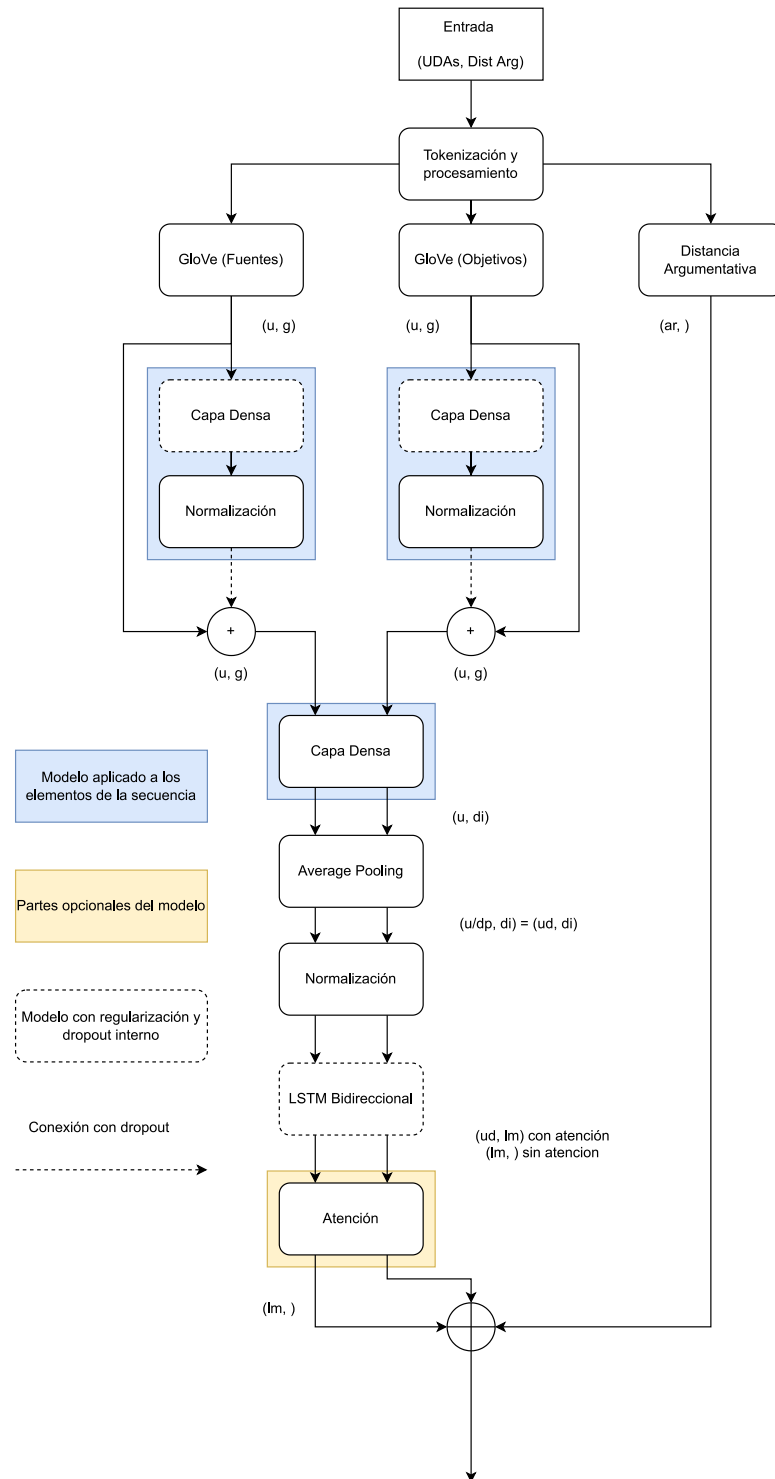 Entrada
(UDAs, Dist Arg)
Tokenización y
procesamiento
GloVe (Fuentes)
GloVe (Objetivos)
Distancia
Argumentativa
(u, g)
(u, g)
(ar, )
Capa Densa
Capa Densa
Normalización
Normalización
+
+
(u, g)
(u, g)
Capa Densa
Modelo aplicado a los
elementos de la secuencia
(u, di)
Average Pooling
Partes opcionales del modelo
(u/dp, di) = (ud, di)
Normalización
Modelo con regularización y
dropout interno
LSTM Bidireccional
Conexión con dropout
(ud, lm) con atención
(lm, ) sin atencion
Atención
(lm, )